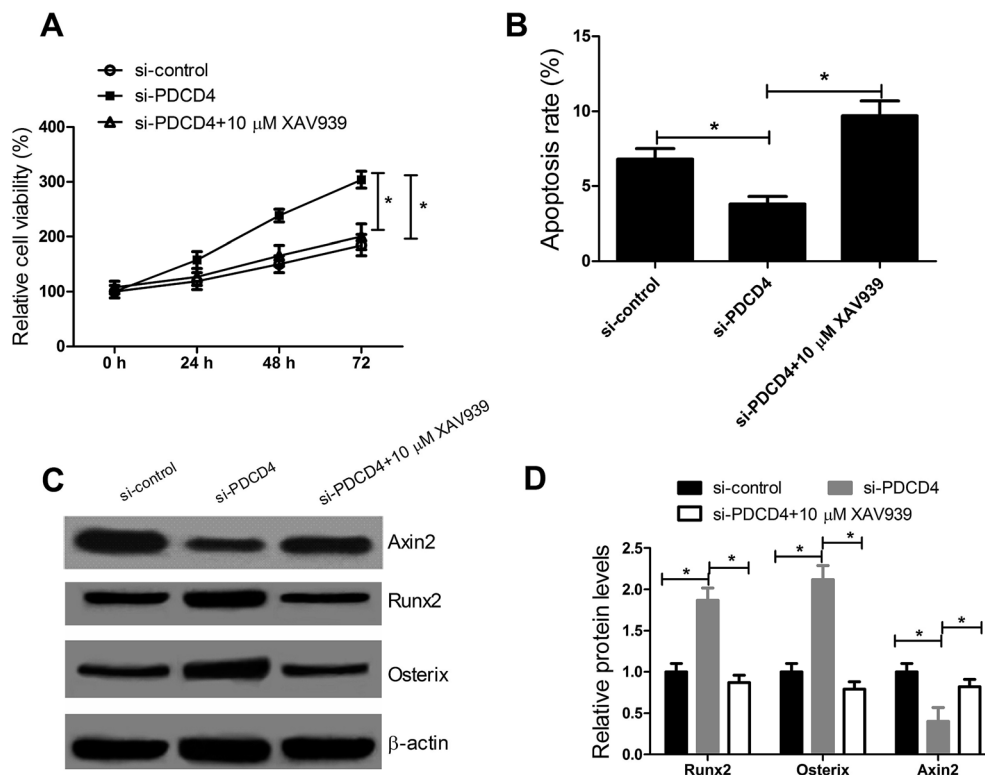 A
si-control
si-PDCD4
si-PDCD4+10 μM XAV939
Relative cell viability (%)
400
300
200
100
0
0 h
24 h
48 h
72
*
*
B
Apoptosis rate (%)
15
10
5
0
*
*
si-control
si-PDCD4
si-PDCD4+10 μM XAV939
C
si-control
si-PDCD4
si-PDCD4+10 μM XAV939
Axin2
Runx2
Osterix
β-actin
D
si-control
si-PDCD4
si-PDCD4+10 μM XAV939
Relative protein levels
2.5
2.0
1.5
1.0
0.5
0.0
*
*
*
*
*
*
Runx2
Osterix
Axin2